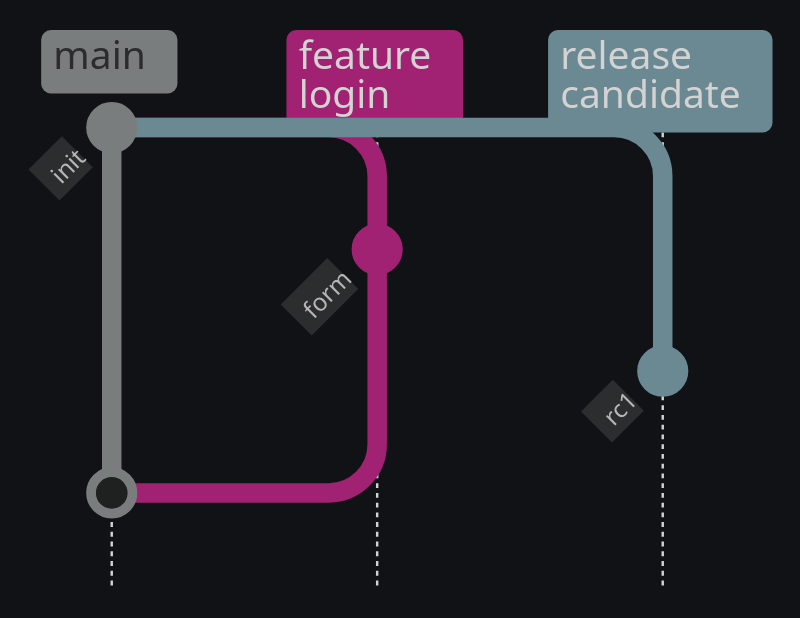 main
feature
login
release
candidate
init
form
rc1